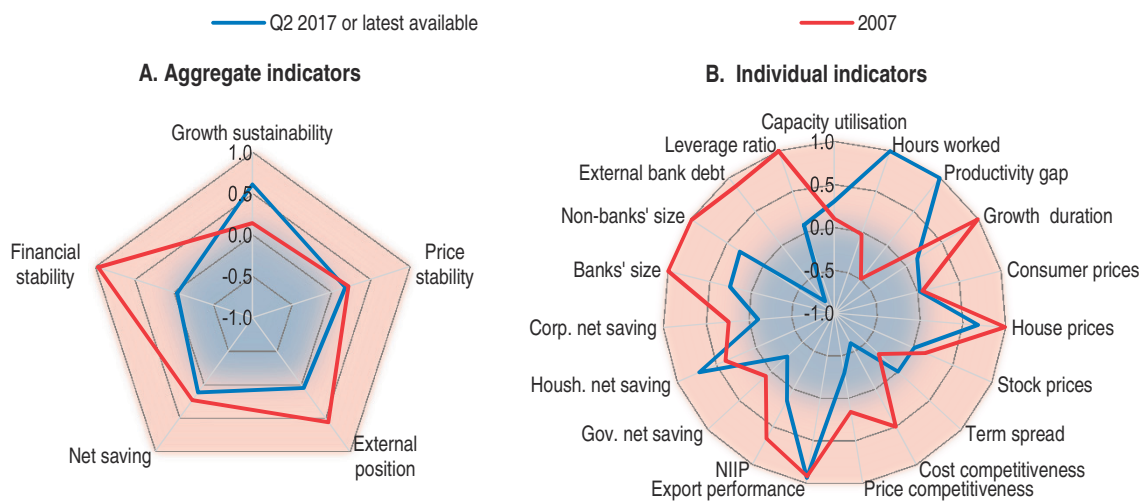 Q2 2017 or latest available
2007
A. Aggregate indicators
Growth sustainability
1.0
0.5
0.0
-0.5
-1.0
Price
stability
External
position
Net saving
Financial
stability
B. Individual indicators
Capacity utilisation
1.0
0.5
0.0
-0.5
-1.0
Hours worked
Productivity gap
Growth duration
Consumer prices
House prices
Stock prices
Term spread
Cost competitiveness
Price competitiveness
Export performance
NIIP
Gov. net saving
Housh. net saving
Corp. net saving
Banks' size
Non-banks' size
External bank debt
Leverage ratio